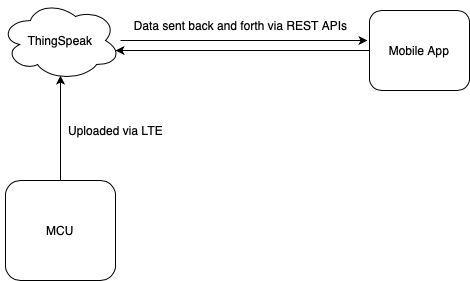 Data sent back and forth via REST APIs
ThingSpeak
Mobile App
Uploaded via LTE
MCU